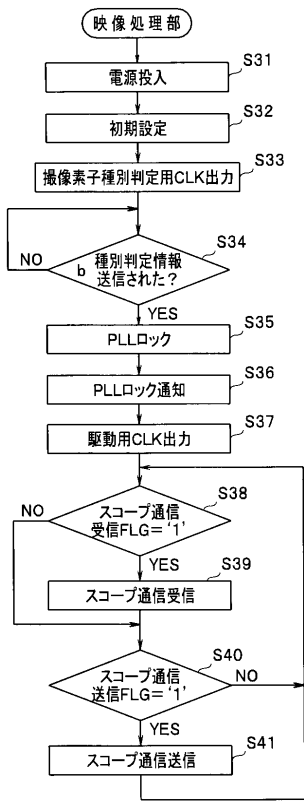 映像処理部
S31
電源投入
S32
初期設定
S33
撮像素子種別判定用CLK出力
S34
NO
b 種別判定情報
送信された?
YES
S35
PLLロック
S36
PLLロック通知
S37
駆動用CLK出力
S38
NO
スコープ通信
受信FLG=‘1’
YES
S39
スコープ通信受信
S40
スコープ通信
送信FLG=‘1’
NO
YES
S41
スコープ通信送信